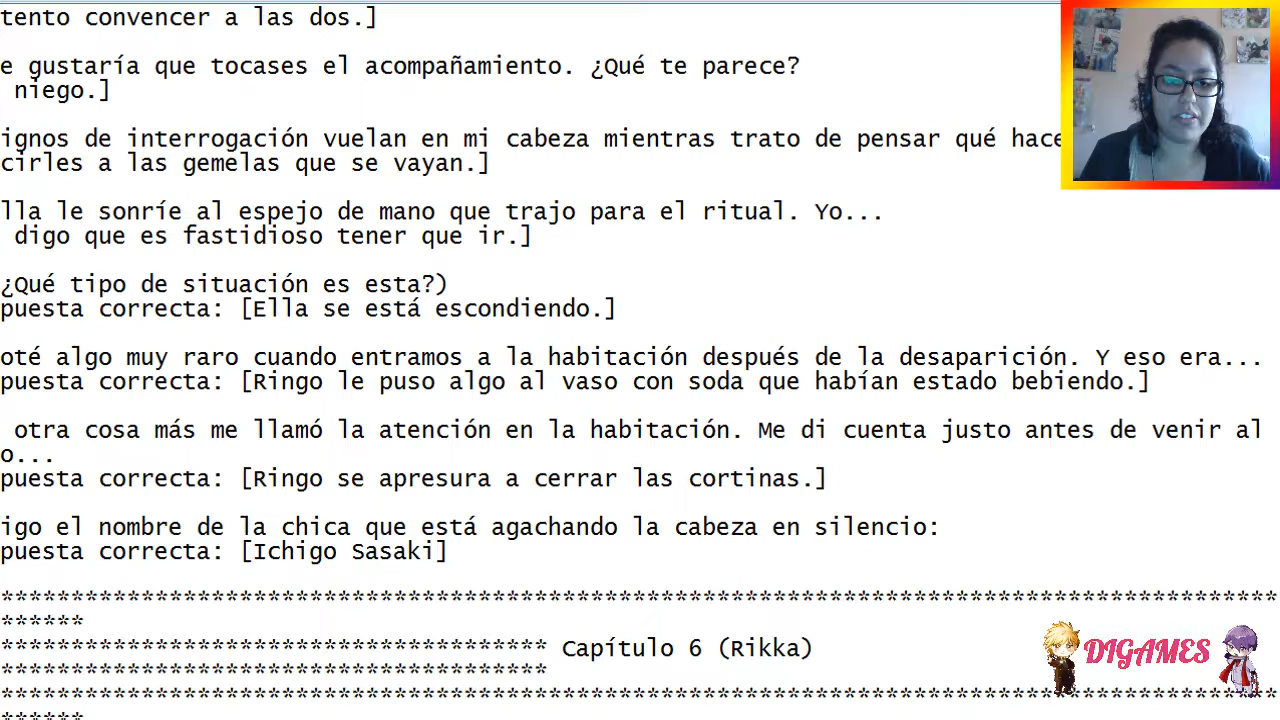 tento convencer a las dos.]
e gustaría que tocases el acompañamiento. ¿Qué te parece?
niego.]
ignos de interrogación vuelan en mi cabeza mientras trato de pensar qué hace
cirles a las gemelas que se vayan.]
lla le sonríe al espejo de mano que trajo para el ritual. Yo...
digo que es fastidioso tener que ir.]
¿Qué tipo de situación es esta?)
puesta correcta: [Ella se está escondiendo.]
oté algo muy raro cuando entramos a la habitación después de la desaparición. Y eso era...
puesta correcta: [Ringo le puso algo al vaso con soda que habían estado bebiendo.]
otra cosa más me llamó la atención en la habitación. Me di cuenta justo antes de venir al
o...
puesta correcta: [Ringo se apresura a cerrar las cortinas.]
igo el nombre de la chica que está agachando la cabeza en silencio:
puesta correcta: [Ichigo Sasaki]
*******************************************************************************************
******
*************************************** Capítulo 6 (Rikka)
***************************************
*******************************************************************************************
******
DIGAMES